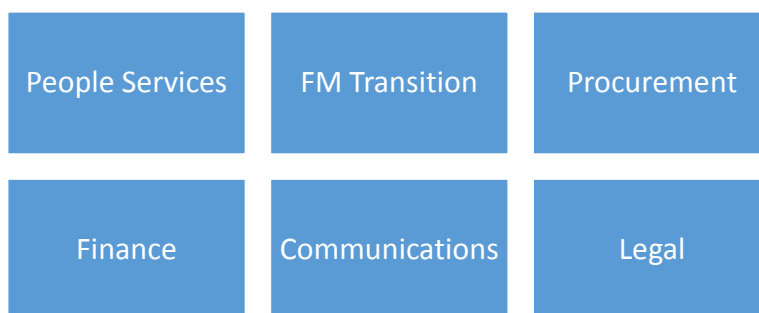 People Services
FM Transition
Procurement
Finance
Communications
Legal